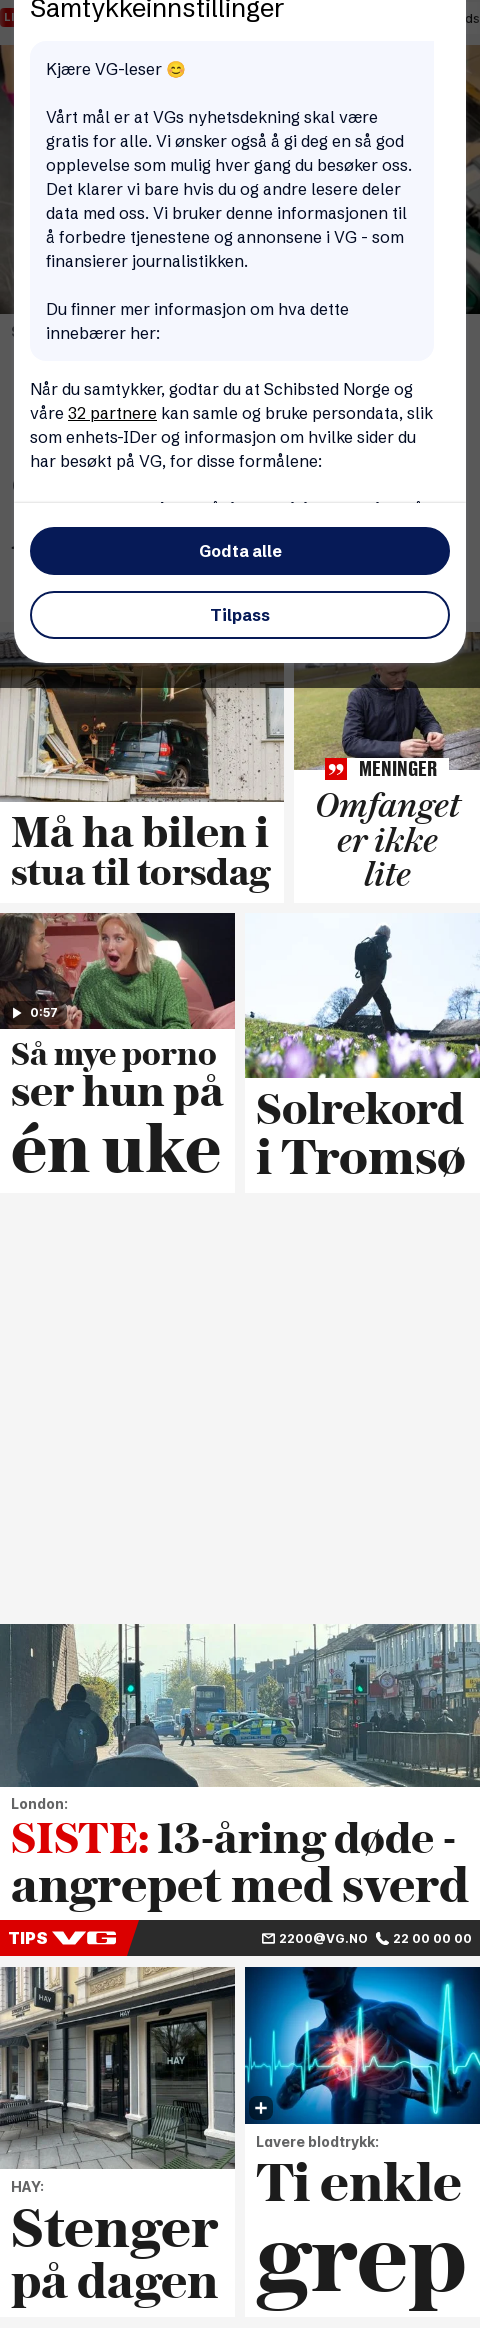 Samtykkeinnstillinger
Kjære VG-leser 😊
Vårt mål er at VGs nyhetsdekning skal være
gratis for alle. Vi ønsker også å gi deg en så god
opplevelse som mulig hver gang du besøker oss.
Det klarer vi bare hvis du og andre lesere deler
data med oss. Vi bruker denne informasjonen til
å forbedre tjenestene og annonsene i VG - som
finansierer journalistikken.
Du finner mer informasjon om hva dette
innebærer her:
Når du samtykker, godtar du at Schibsted Norge og
våre 32 partnere kan samle og bruke persondata, slik
som enhets-IDer og informasjon om hvilke sider du
har besøkt på VG, for disse formålene:
Godta alle
Tilpass
Må ha bilen i
stua til torsdag
MENINGER
Omfanget
er ikke
lite
0:57
Så mye porno
ser hun på
én uke
Solrekord
i Tromsø
London:
SISTE: 13-åring døde -
angrepet med sverd
TIPS VG
2200@VG.NO 22 00 00 00
HAY
HAY
HAY
HAY:
Stenger
på dagen
Lavere blodtrykk:
Ti enkle
grep